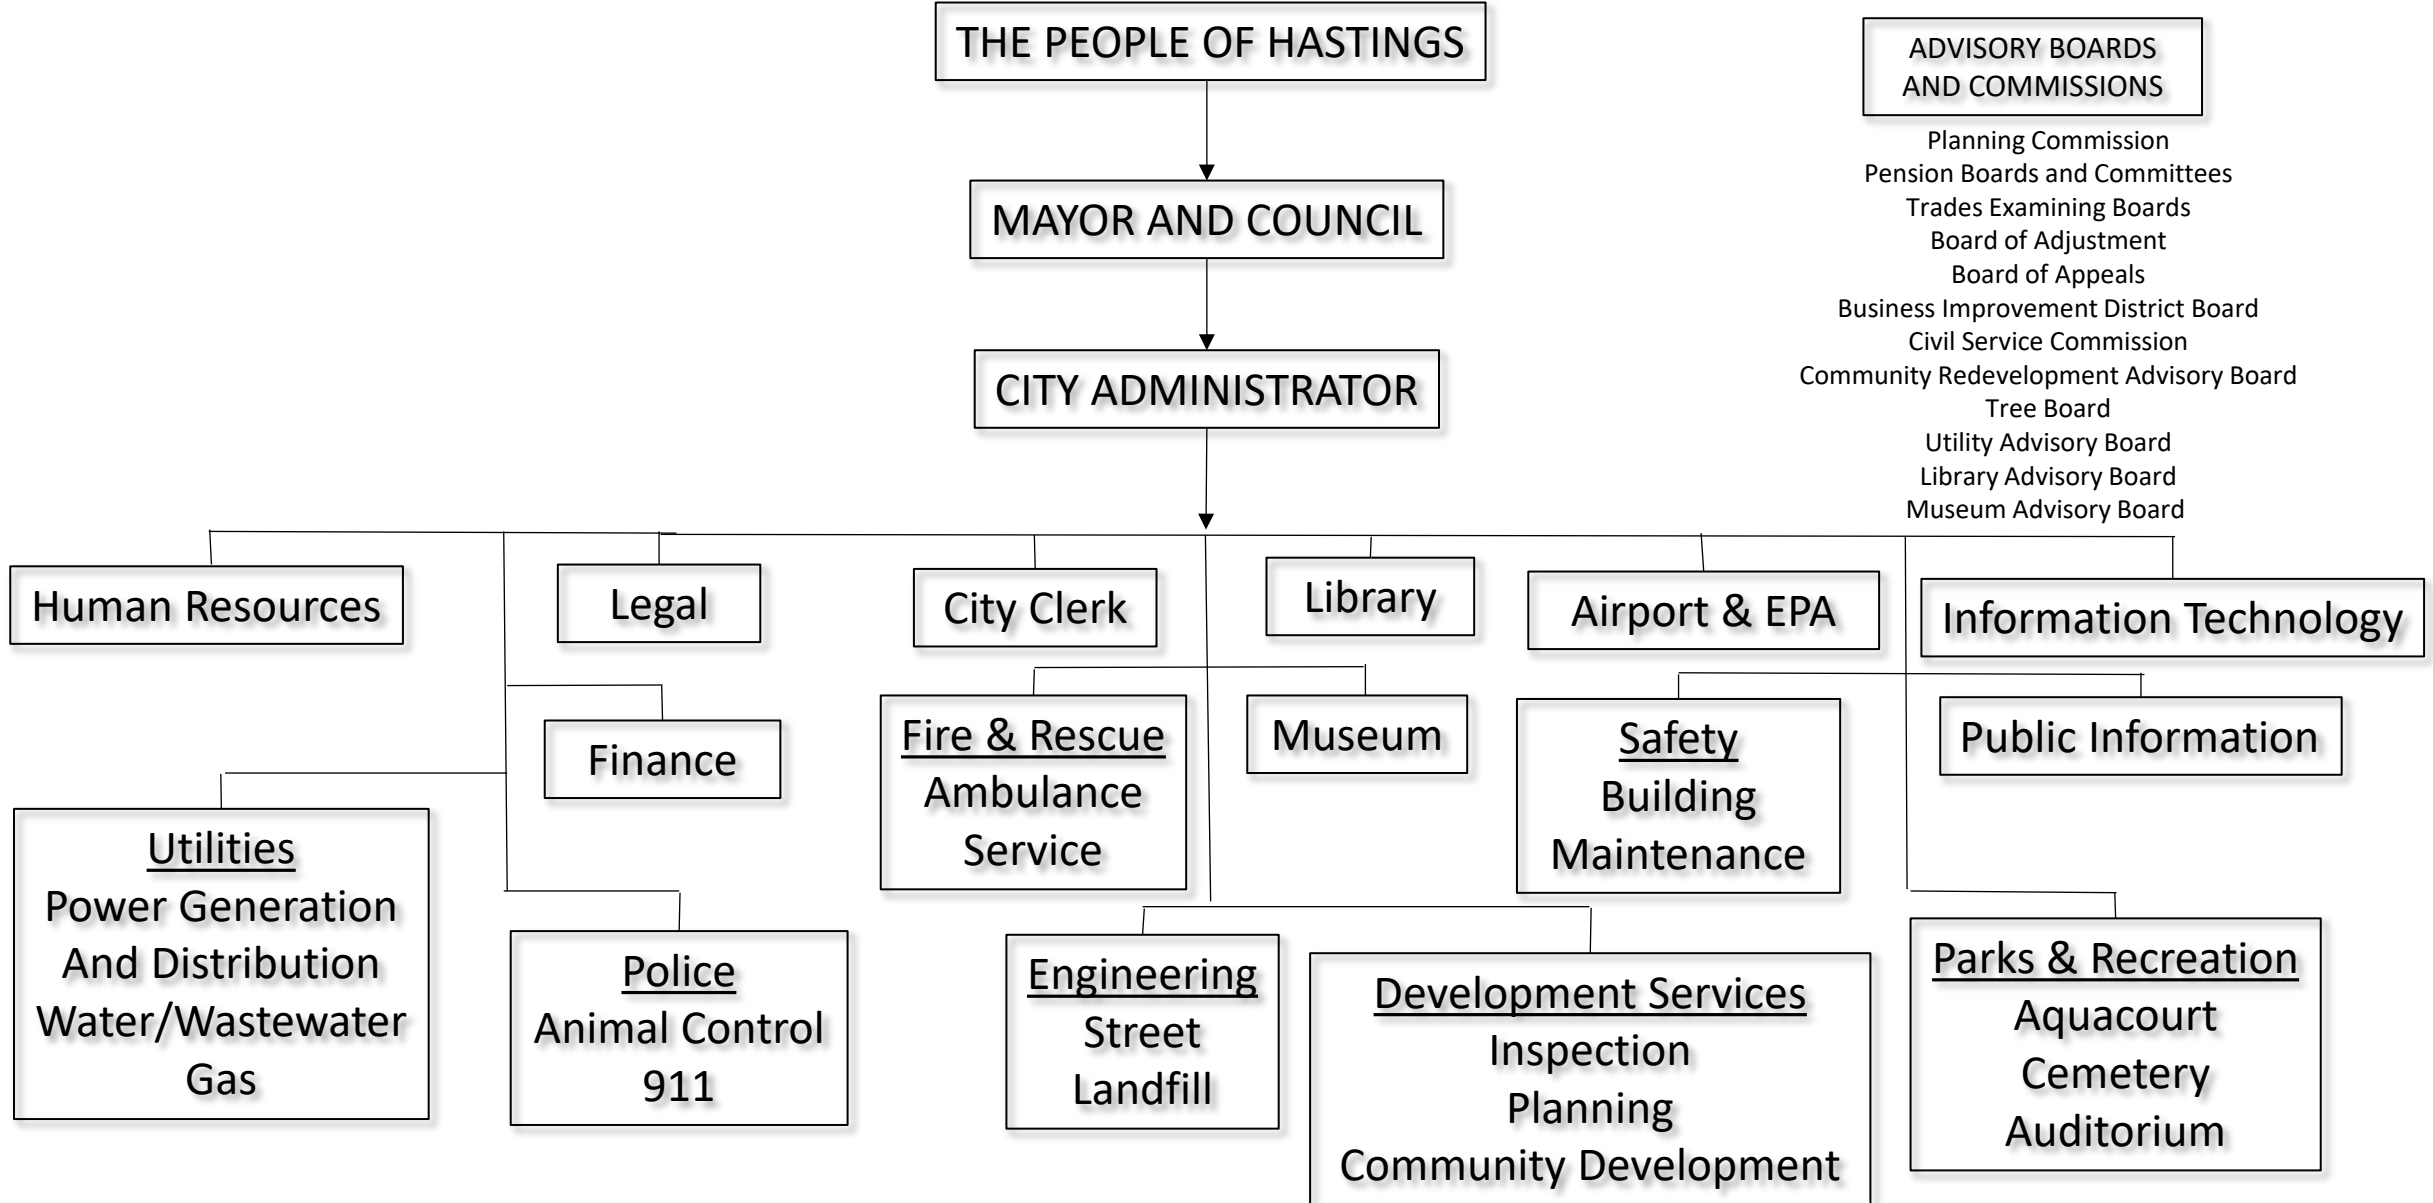 THE PEOPLE OF HASTINGS
MAYOR AND COUNCIL
CITY ADMINISTRATOR
ADVISORY BOARDS
AND COMMISSIONS
Planning Commission
Pension Boards and Committees
Trades Examining Boards
Board of Adjustment
Board of Appeals
Business Improvement District Board
Civil Service Commission
Community Redevelopment Advisory Board
Tree Board
Utility Advisory Board
Library Advisory Board
Museum Advisory Board
Human Resources
Legal
City Clerk
Library
Airport & EPA
Information Technology
Finance
Fire & Rescue
Ambulance
Service
Museum
Safety
Building
Maintenance
Public Information
Utilities
Power Generation
And Distribution
Water/Wastewater
Gas
Police
Animal Control
911
Engineering
Street
Landfill
Development Services
Inspection
Planning
Community Development
Parks & Recreation
Aquacourt
Cemetery
Auditorium